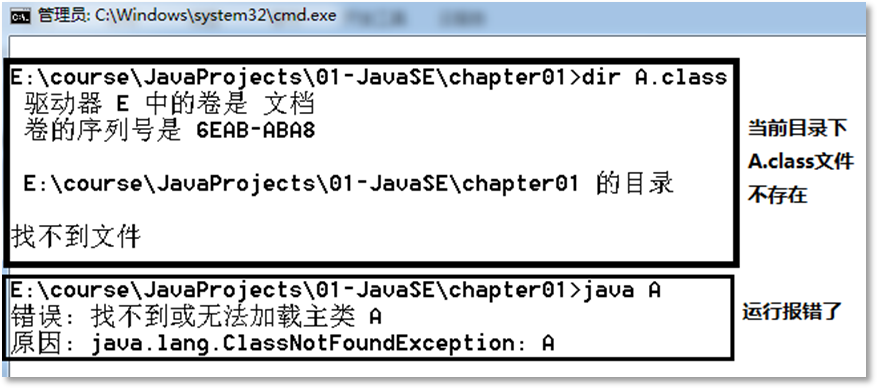 管理员: C:\Windows\system32\cmd.exe
E:\course\JavaProjects\01-JavaSE\chapter01>dir A.class
驱动器 E 中的卷是 文档
卷的序列号是 6EAB-ABA8
E:\course\JavaProjects\01-JavaSE\chapter01 的目录
找不到文件
当前目录下
A.class文件
不存在
E:\course\JavaProjects\01-JavaSE\chapter01>java A
错误: 找不到或无法加载主类 A
原因: java.lang.ClassNotFoundException: A
运行报错了